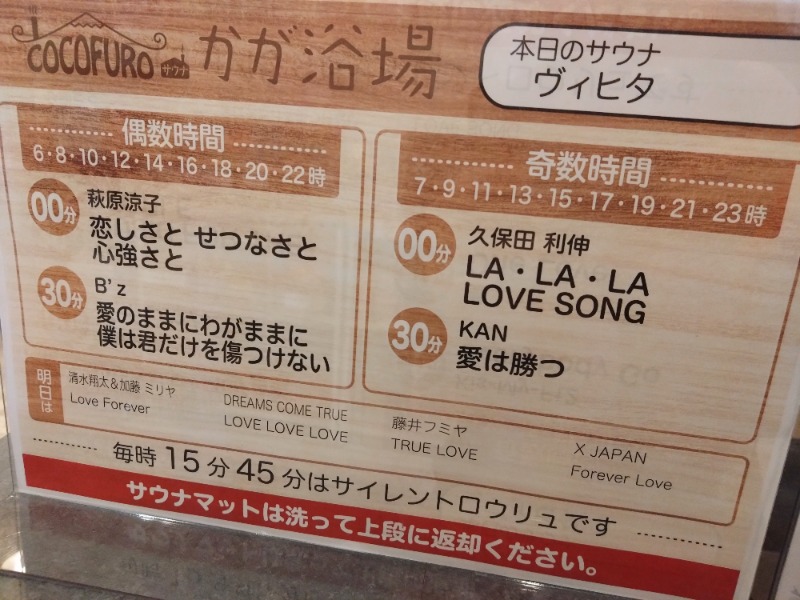 COCOFURO サウナ かが浴場
本日のサウナ
ヴィヒタ
偶数時間
6・8・10・12・14・16・18・20・22時
00分
萩原涼子
恋しさと せつなさと
心強さと
30分
B'z
愛のままにわがままに
僕は君だけを傷つけない
奇数時間
7・9・11・13・15・17・19・21・23時
00分
久保田 利伸
LA・LA・LA
LOVE SONG
30分
KAN
愛は勝つ
明日は
清水翔太&加藤 ミリヤ
Love Forever
DREAMS COME TRUE
LOVE LOVE LOVE
藤井フミヤ
TRUE LOVE
X JAPAN
Forever Love
毎時 15分 45分はサイレントロウリュです
サウナマットは洗って上段に返却ください。